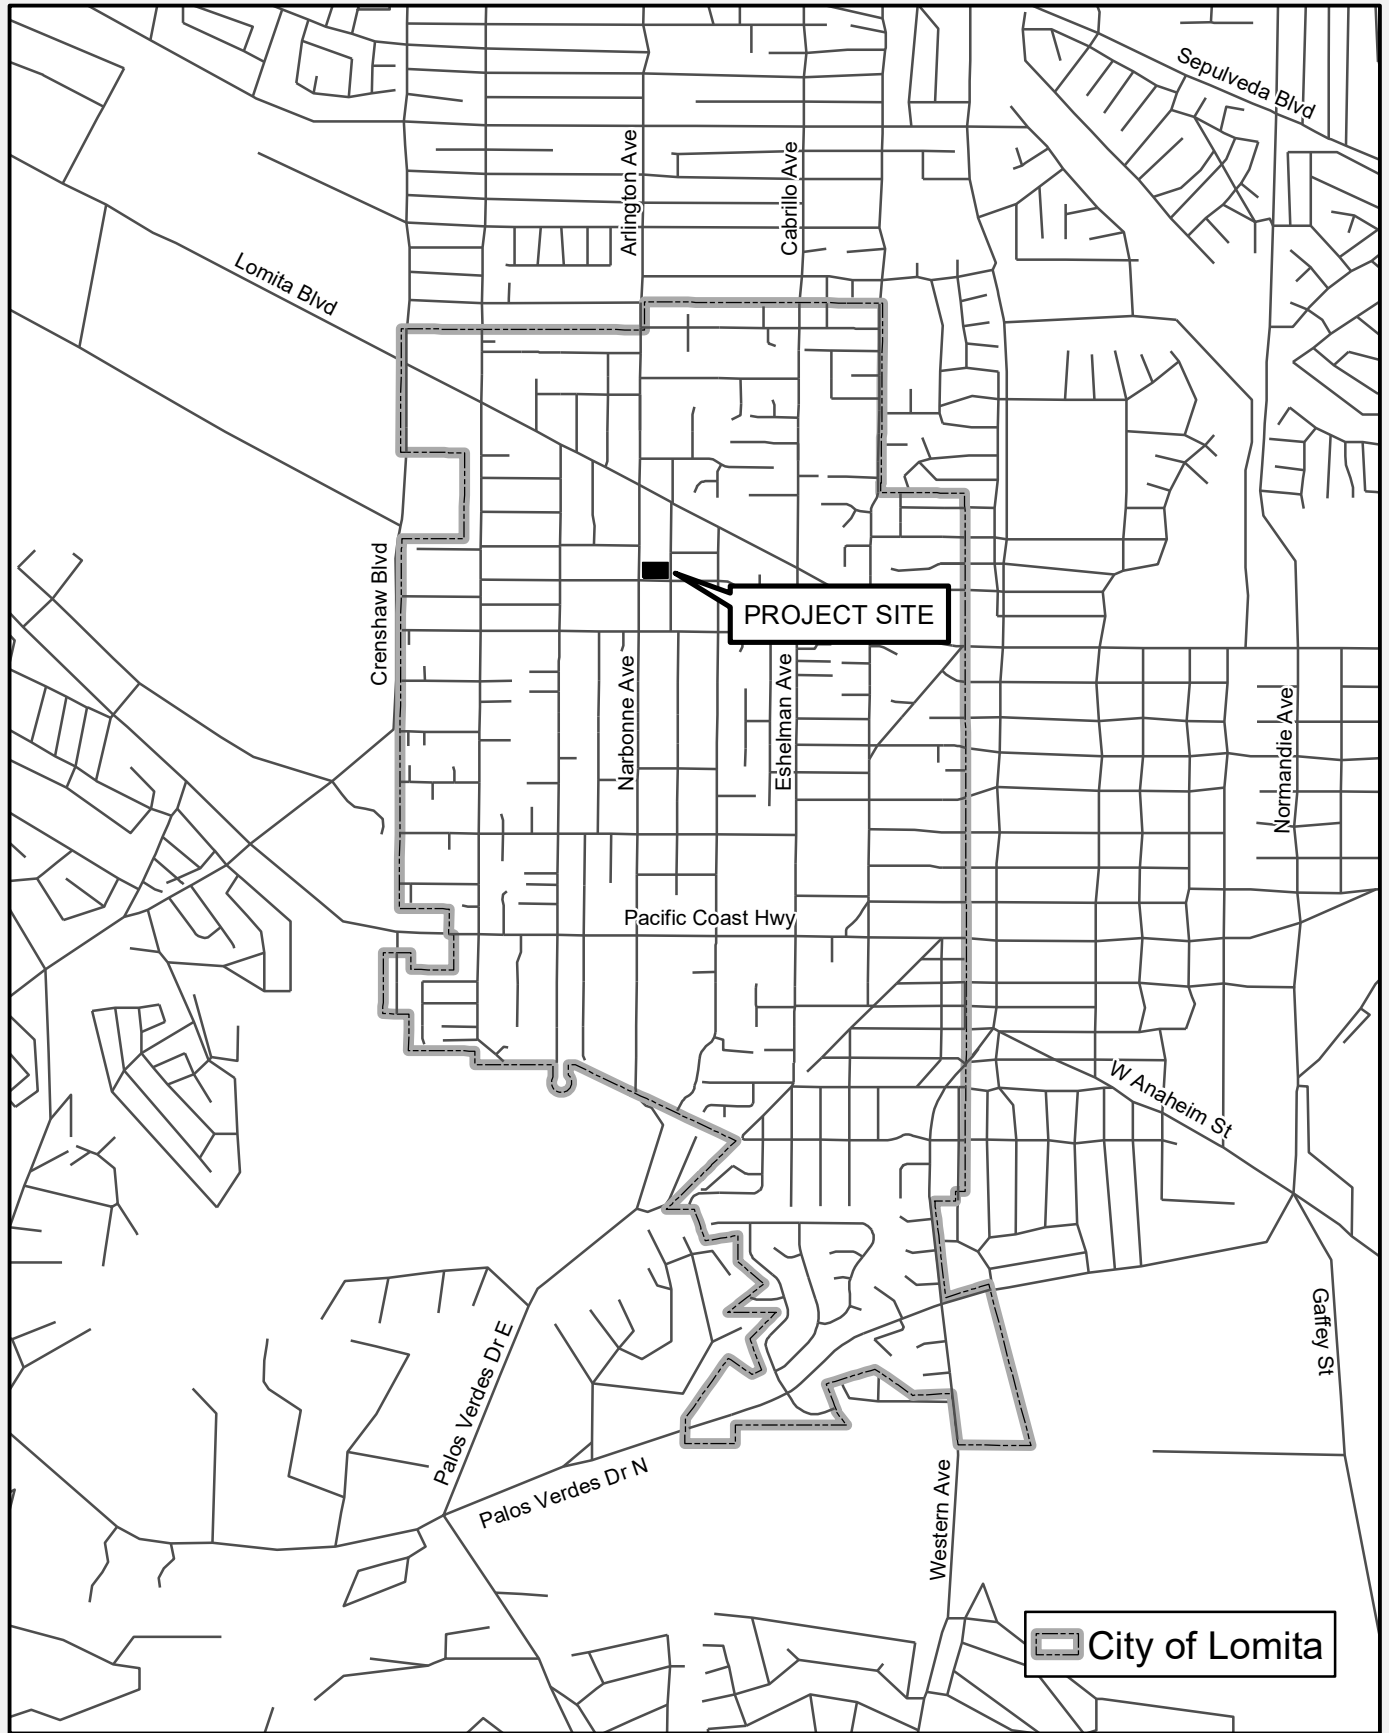 Sepulveda Blvd
Arlington Ave
Cabrillo Ave
Lomita Blvd
Crenshaw Blvd
PROJECT SITE
Narbonne Ave
Eshelman Ave
Normandie Ave
Pacific Coast Hwy
W Anaheim St
Gaffey St
Palos Verdes Dr E
Palos Verdes Dr N
Western Ave
City of Lomita